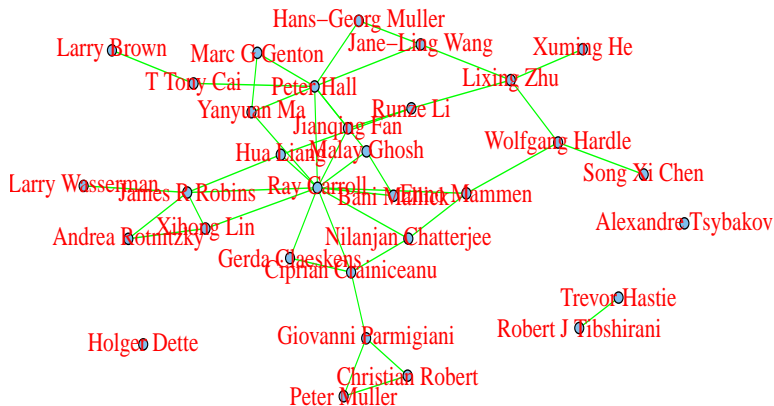 Hans-Georg Muller
Larry Brown
Marc G Genton
Jane-Ling Wang
Xuming He
T Tony Cai
Peter Hall
Lixing Zhu
Yanyuan Ma
Runze Li
Jianqing Fan
Hua Liang
Malay Ghosh
Wolfgang Hardle
Song Xi Chen
Larry Wasserman
James R Robins
Ray Carroll
Bani Mallick
Enno Mammen
Alexandre Tsybakov
Andrea Rotnitzky
Xihong Lin
Nilanjan Chatterjee
Gerda Claeskens
Ciprian Crainiceanu
Trevor Hastie
Robert J Tibshirani
Holger Dette
Giovanni Parmigiani
Christian Robert
Peter Muller